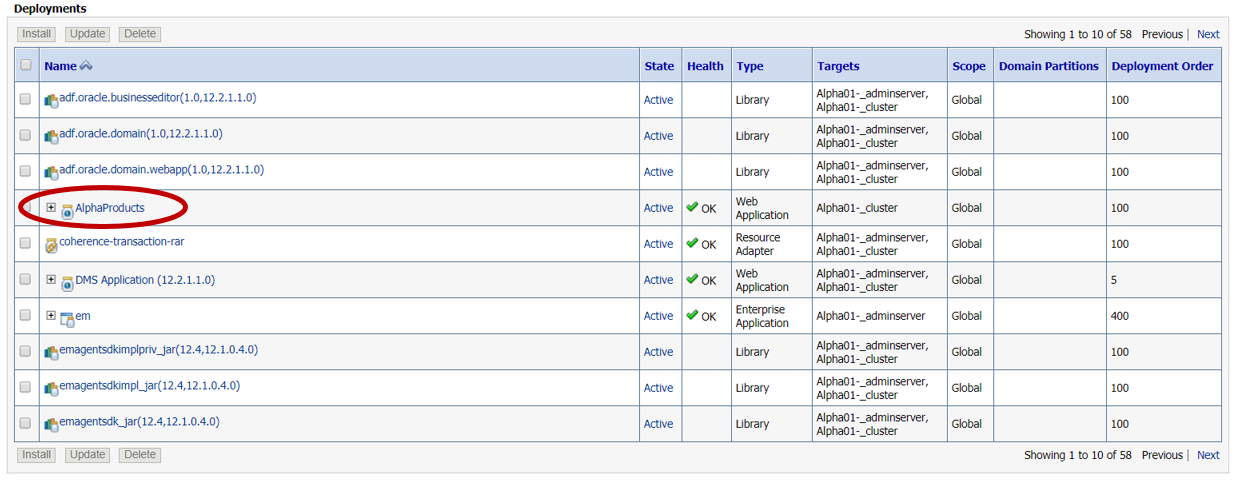 Deployments
Install Update Delete Showing 1 to 10 of 58 Previous | Next
Name State Health Type Targets Scope Domain Partitions Deployment Order
adf.oracle.businesseditor(1.0,12.2.1.1.0) Active Library Alpha01-_adminserver, Alpha01-_cluster Global 100
adf.oracle.domain(1.0,12.2.1.1.0) Active Library Alpha01-_adminserver, Alpha01-_cluster Global 100
adf.oracle.domain.webapp(1.0,12.2.1.1.0) Active Library Alpha01-_adminserver, Alpha01-_cluster Global 100
AlphaProducts Active OK Web Application Alpha01-_cluster Global 100
coherence-transaction-rar Active OK Resource Adapter Alpha01-_adminserver, Alpha01-_cluster Global 100
DMS Application (12.2.1.1.0) Active OK Web Application Alpha01-_adminserver, Alpha01-_cluster Global 5
em Active OK Enterprise Application Alpha01-_adminserver Global 400
emagentsdkimplpriv_jar(12.4,12.1.0.4.0) Active Library Alpha01-_adminserver, Alpha01-_cluster Global 100
emagentsdkimpl_jar(12.4,12.1.0.4.0) Active Library Alpha01-_adminserver, Alpha01-_cluster Global 100
emagentsdk_jar(12.4,12.1.0.4.0) Active Library Alpha01-_adminserver, Alpha01-_cluster Global 100
Install Update Delete Showing 1 to 10 of 58 Previous | Next